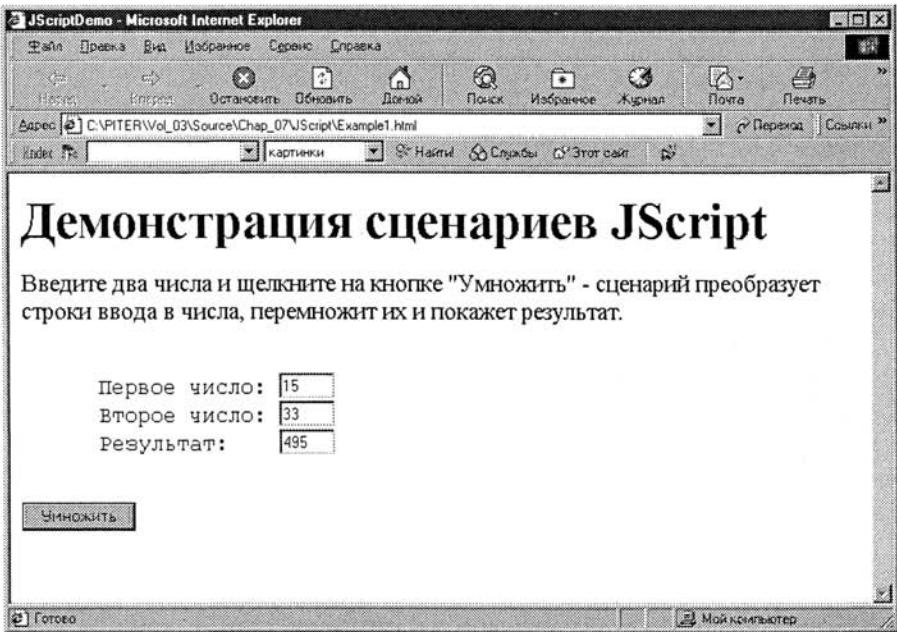 JScriptDemo - Microsoft Internet Explorer
Файл Правка Вид Избранное Сервис Справка
Назад Вперед Остановить Обновить Домой Поиск Избранное Журнал Почта Печать »
Адрес C:\PITER\Vol_03\Source\Chap_07\JScript\Example1.html Переход Ссылки »
картинки Найти! Службы Этот сайт
Демонстрация сценариев JScript
Введите два числа и щелкните на кнопке "Умножить" - сценарий преобразует
строки ввода в числа, перемножит их и покажет результат.
Первое число: 15
Второе число: 33
Результат: 495
Умножить
Готово Мой компьютер